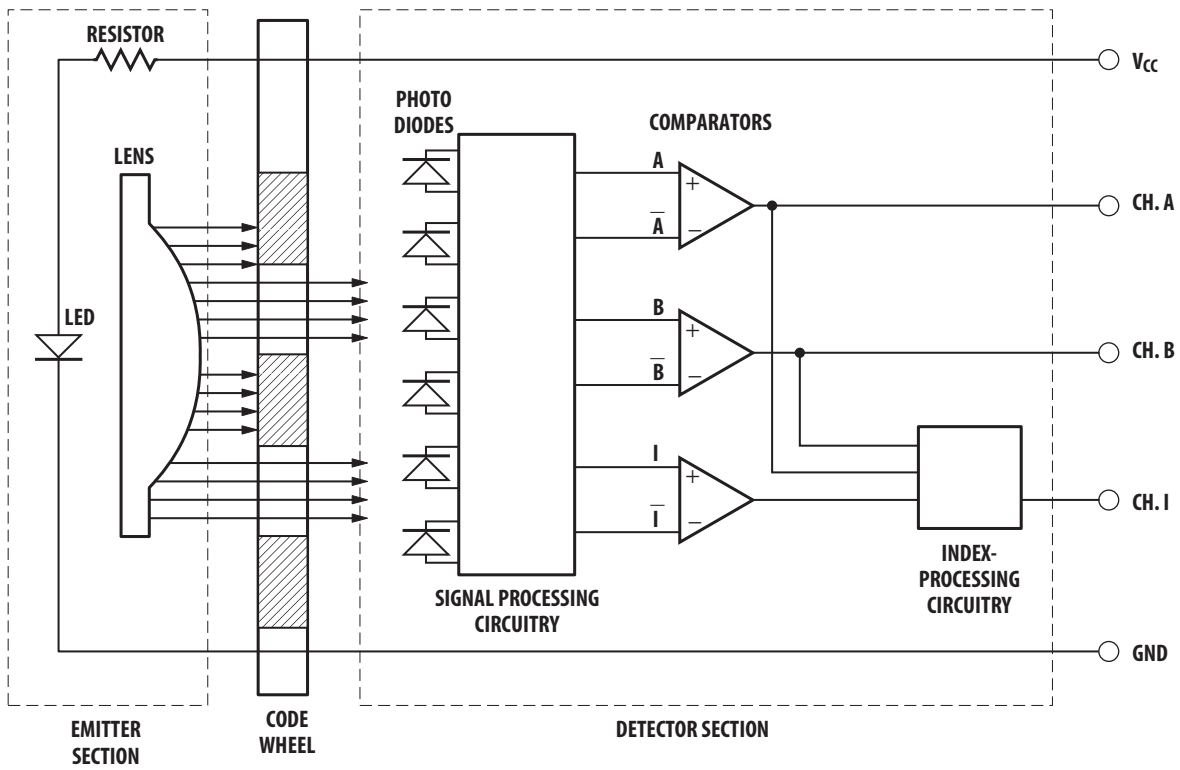 RESISTOR
V_CC
PHOTO
DIODES
COMPARATORS
LENS
A
+
CH. A
A̅
−
LED
B
+
CH. B
B̅
−
I
+
CH. I
I̅
−
INDEX-
PROCESSING
CIRCUITRY
SIGNAL PROCESSING
CIRCUITRY
GND
EMITTER
SECTION
CODE
WHEEL
DETECTOR SECTION